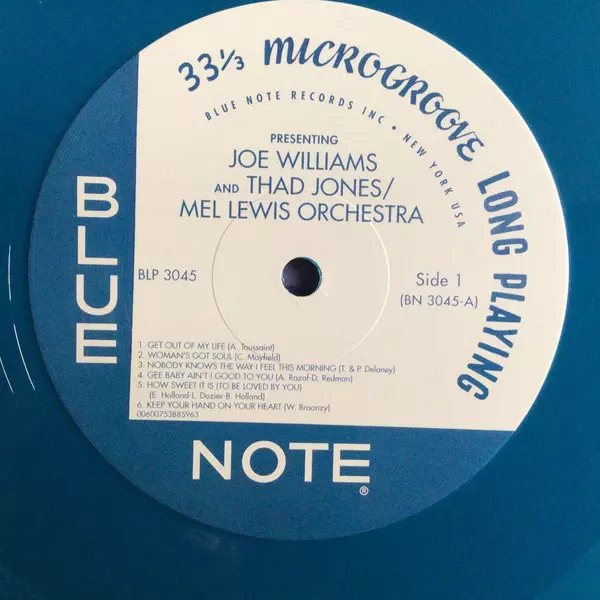 33⅓ MICROGROOVE LONG PLAYING
BLUE NOTE RECORDS INC • NEW YORK USA
PRESENTING
JOE WILLIAMS
AND THAD JONES/
MEL LEWIS ORCHESTRA
BLUE
BLP 3045
Side 1
(BN 3045-A)
1. GET OUT OF MY LIFE (A. Toussaint)
2. WOMAN'S GOT SOUL (C. Mayfield)
3. NOBODY KNOWS THE WAY I FEEL THIS MORNING (T. & P. Delaney)
4. GEE BABY AIN'T I GOOD TO YOU (A. Razaf-D. Redman)
5. HOW SWEET IT IS (TO BE LOVED BY YOU)
(E. Holland-L. Dozier-B. Holland)
6. KEEP YOUR HAND ON YOUR HEART (W. Broonzy)
00600753885963
NOTE®